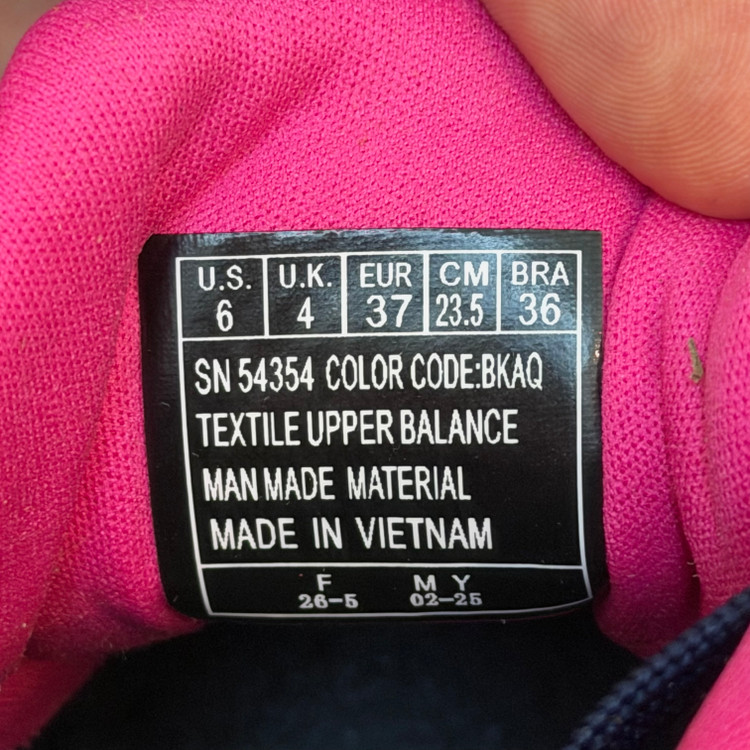 U.S. U.K. EUR CM BRA
6 4 37 23.5 36
SN 54354 COLOR CODE:BKAQ
TEXTILE UPPER BALANCE
MAN MADE MATERIAL
MADE IN VIETNAM
F M Y
26-5 02-25